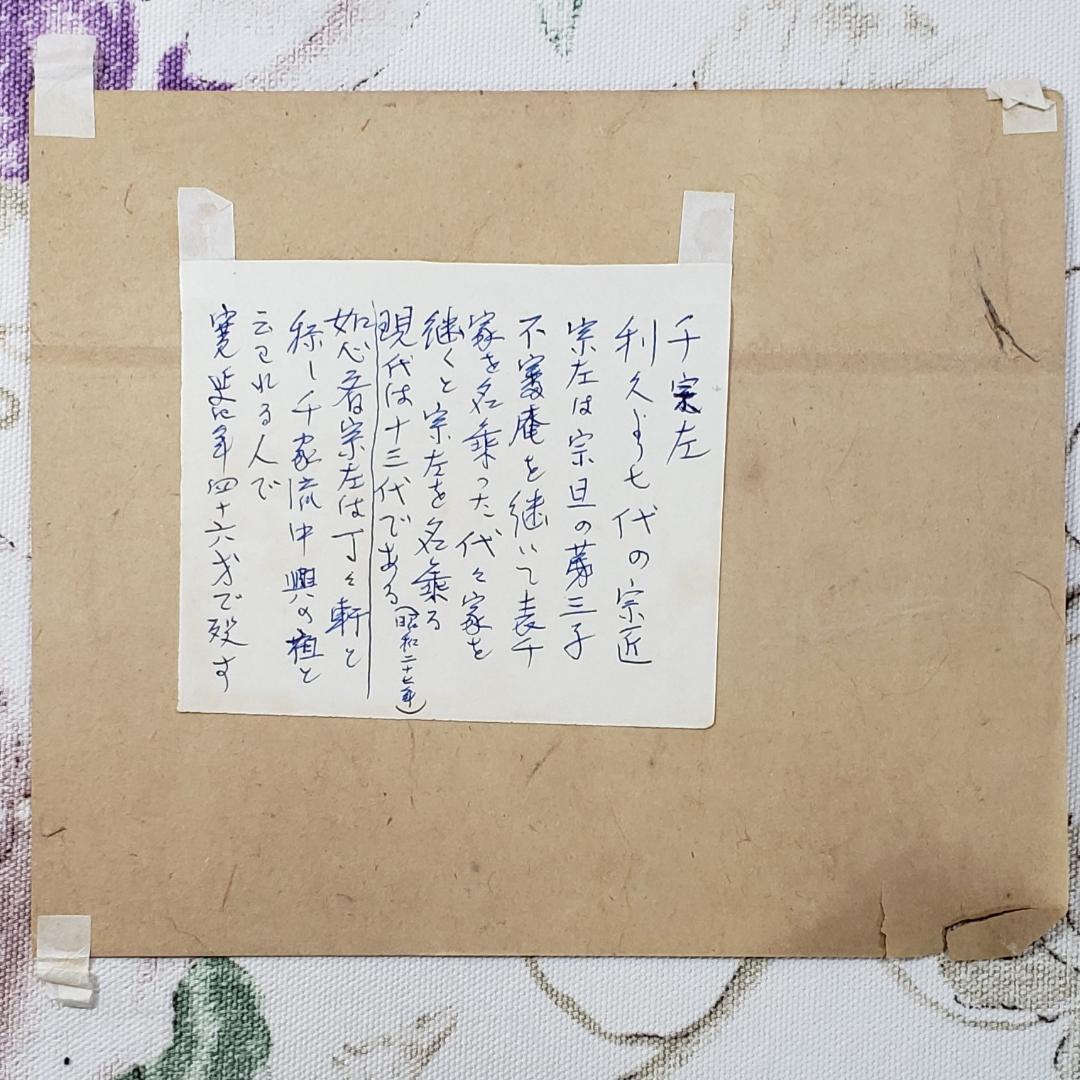 千宗左
利久より七代の宗匠
宗左は宗旦の第三子
不審庵を継いで表千
家を名乗った代々家を
継くと宗左を名乗る
現代は十三代である(昭和二十七年)
如心斎宗左は丁々軒と
称し千家流中興の祖と
云われる人で
寛延 年四十六才で歿す